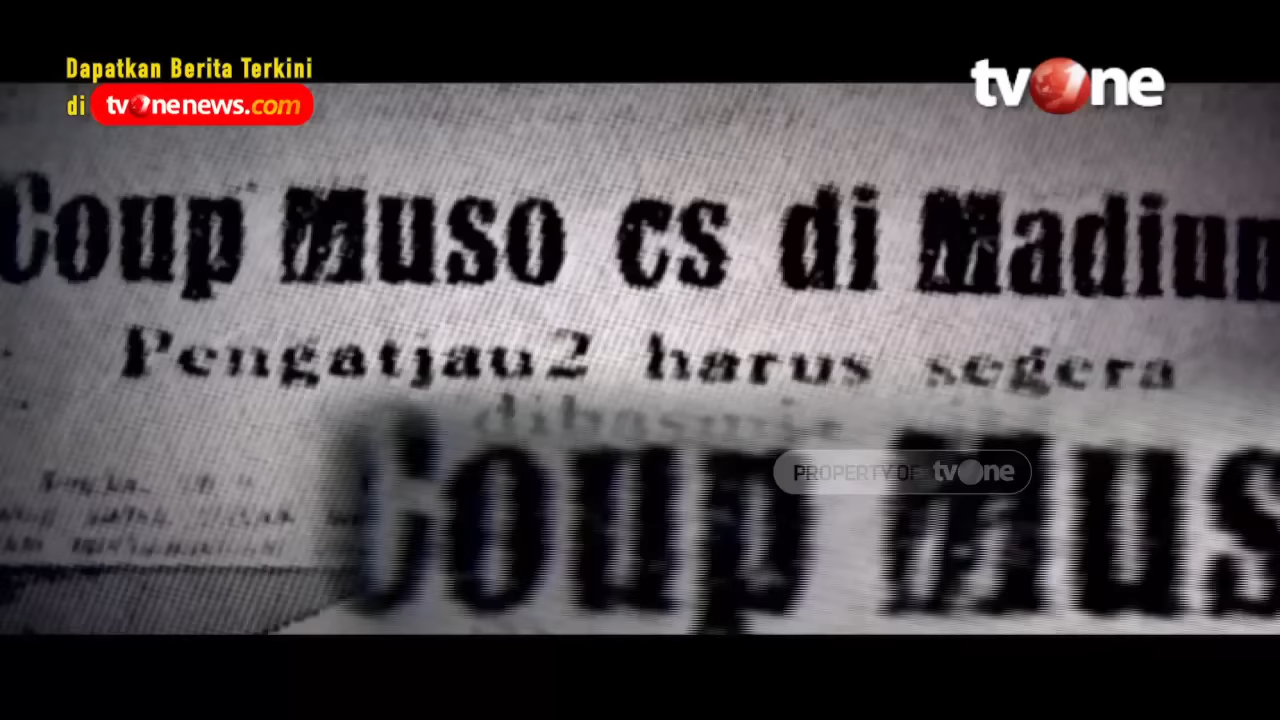 Dapatkan Berita Terkini
di tvOnenews.com
tvOne
Coup Muso cs di Madiun
Pengatjau2 harus segera
dibasmi
PROPERTY OF tvOne
Coup Mus